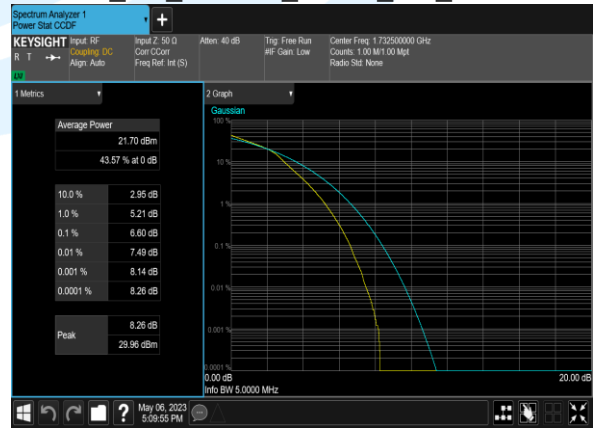 Spectrum Analyzer 1
Power Stat CCDF
+
KEYSIGHT
R T
LU
Input: RF
Coupling: DC
Align: Auto
Input Z: 50 Ω
Corr CCorr
Freq Ref: Int (S)
Atten: 40 dB
Trig: Free Run
#IF Gain: Low
Center Freq: 1.732500000 GHz
Counts: 1.00 M/1.00 Mpt
Radio Std: None
1 Metrics
Average Power
21.70 dBm
43.57 % at 0 dB
10.0 % 2.95 dB
1.0 % 5.21 dB
0.1 % 6.60 dB
0.01 % 7.49 dB
0.001 % 8.14 dB
0.0001 % 8.26 dB
Peak
8.26 dB
29.96 dBm
2 Graph
Gaussian
100 %
10 %
1 %
0.1 %
0.01 %
0.001 %
0.0001 %
0.00 dB 20.00 dB
Info BW 5.0000 MHz
?
May 06, 2023
5:09:55 PM